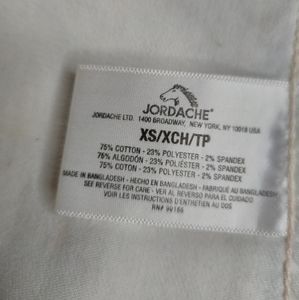 JORDACHE®
JORDACHE LTD. 1400 BROADWAY, NEW YORK, NY 10018 USA
XS/XCH/TP
75% COTTON - 23% POLYESTER - 2% SPANDEX
75% ALGODÓN - 23% POLIÉSTER - 2% SPANDEX
75% COTON - 23% POLYESTER - 2% SPANDEX
MADE IN BANGLADESH - HECHO EN BANGLADESH - FABRIQUÉ AU BANGLADESH
SEE REVERSE FOR CARE - VER AL REVERSO PARA EL CUIDADO
VOIR LES INSTRUCTIONS D'ENTRETIEN AU DOS
RN#